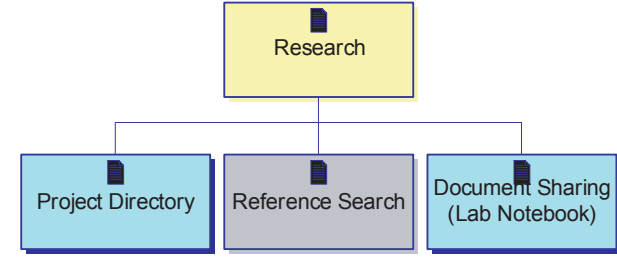 Research
Project Directory
Reference Search
Document Sharing
(Lab Notebook)